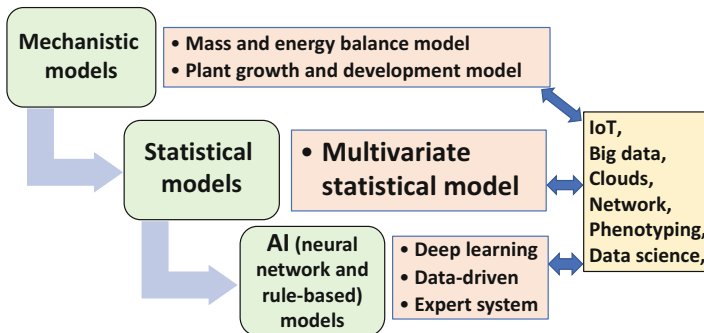 Mechanistic
models
• Mass and energy balance model
• Plant growth and development model
Statistical
models
• Multivariate
statistical model
AI (neural
network and
rule-based)
models
• Deep learning
• Data-driven
• Expert system
IoT,
Big data,
Clouds,
Network,
Phenotyping,
Data science,